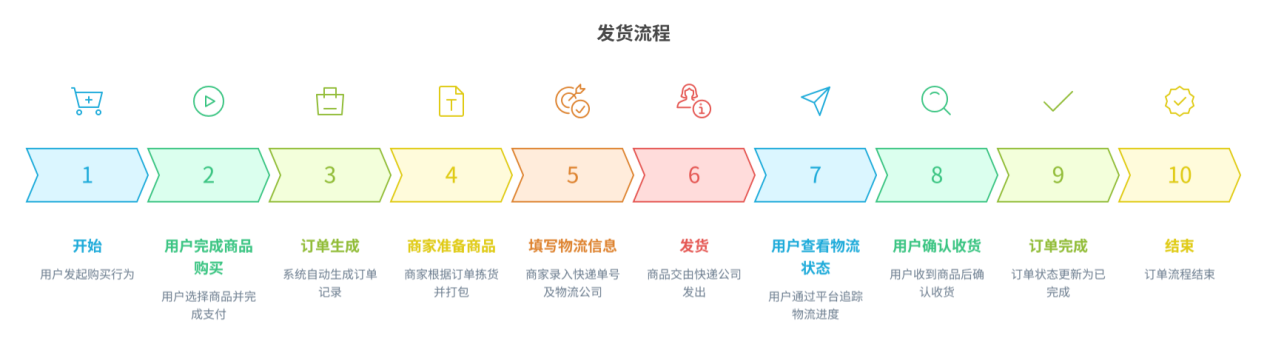 发货流程
T
i
1
2
3
4
5
6
7
8
9
10
开始
用户发起购买行为
用户完成商品
购买
用户选择商品并完
成支付
订单生成
系统自动生成订单
记录
商家准备商品
商家根据订单拣货
并打包
填写物流信息
商家录入快递单号
及物流公司
发货
商品交由快递公司
发出
用户查看物流
状态
用户通过平台追踪
物流进度
用户确认收货
用户收到商品后确
认收货
订单完成
订单状态更新为已
完成
结束
订单流程结束